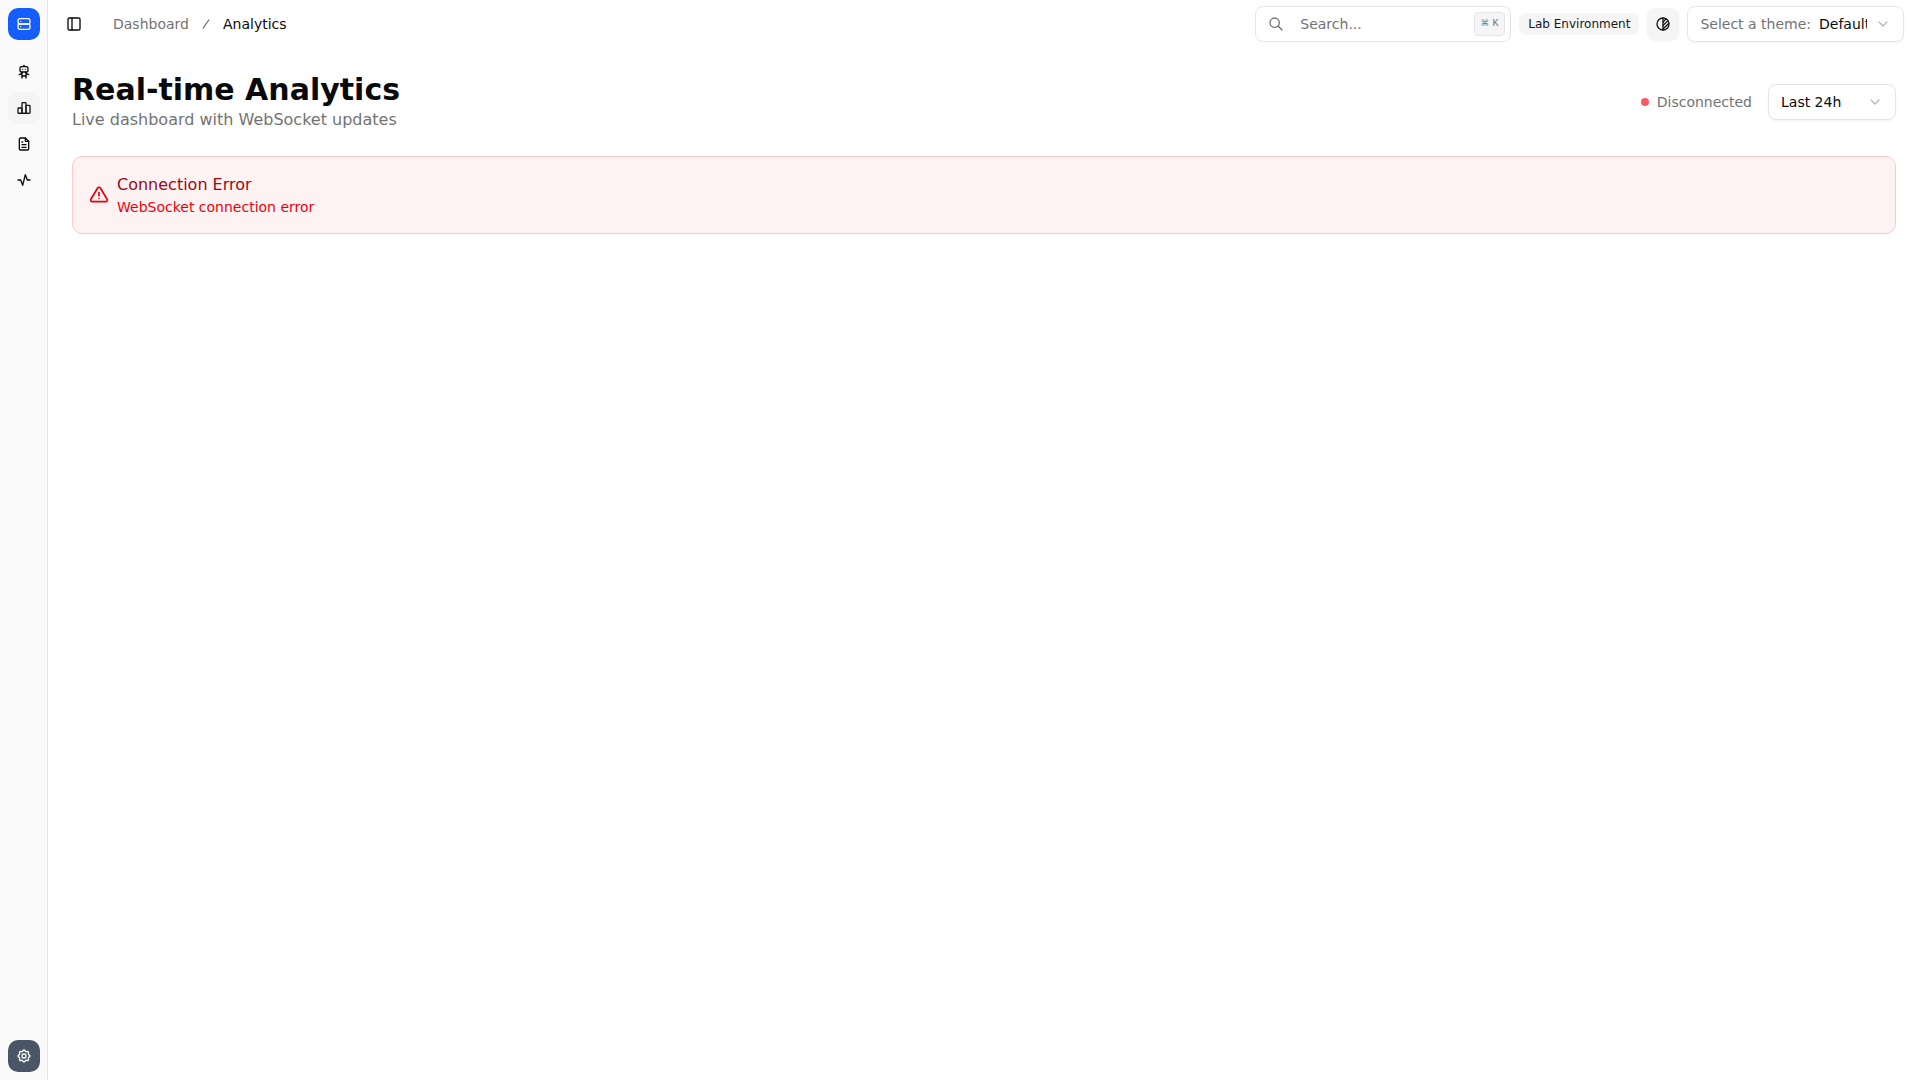 Dashboard / Analytics
Search...
⌘ K
Lab Environment
Select a theme: Default
Real-time Analytics
Live dashboard with WebSocket updates
Disconnected
Last 24h
Connection Error
WebSocket connection error